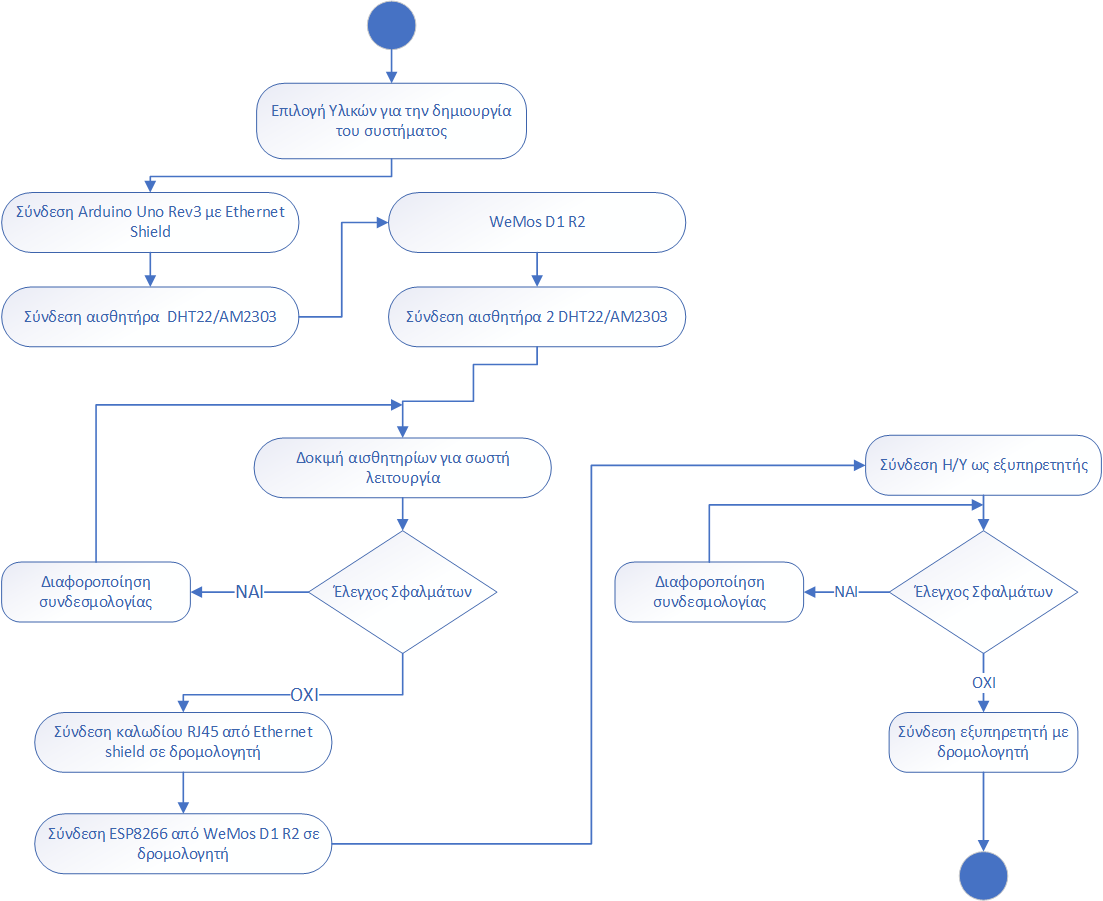 Επιλογή Υλικών για την δημιουργία
του συστήματος
Σύνδεση Arduino Uno Rev3 με Ethernet
Shield
WeMos D1 R2
Σύνδεση αισθητήρα DHT22/AM2303
Σύνδεση αισθητήρα 2 DHT22/AM2303
Δοκιμή αισθητηρίων για σωστή
λειτουργία
Έλεγχος Σφαλμάτων
ΝΑΙ
Διαφοροποίηση
συνδεσμολογίας
ΟΧΙ
Σύνδεση καλωδίου RJ45 από Ethernet
shield σε δρομολογητή
Σύνδεση ESP8266 από WeMos D1 R2 σε
δρομολογητή
Σύνδεση Η/Υ ως εξυπηρετητής
Έλεγχος Σφαλμάτων
ΝΑΙ
Διαφοροποίηση
συνδεσμολογίας
ΟΧΙ
Σύνδεση εξυπηρετητή με
δρομολογητή